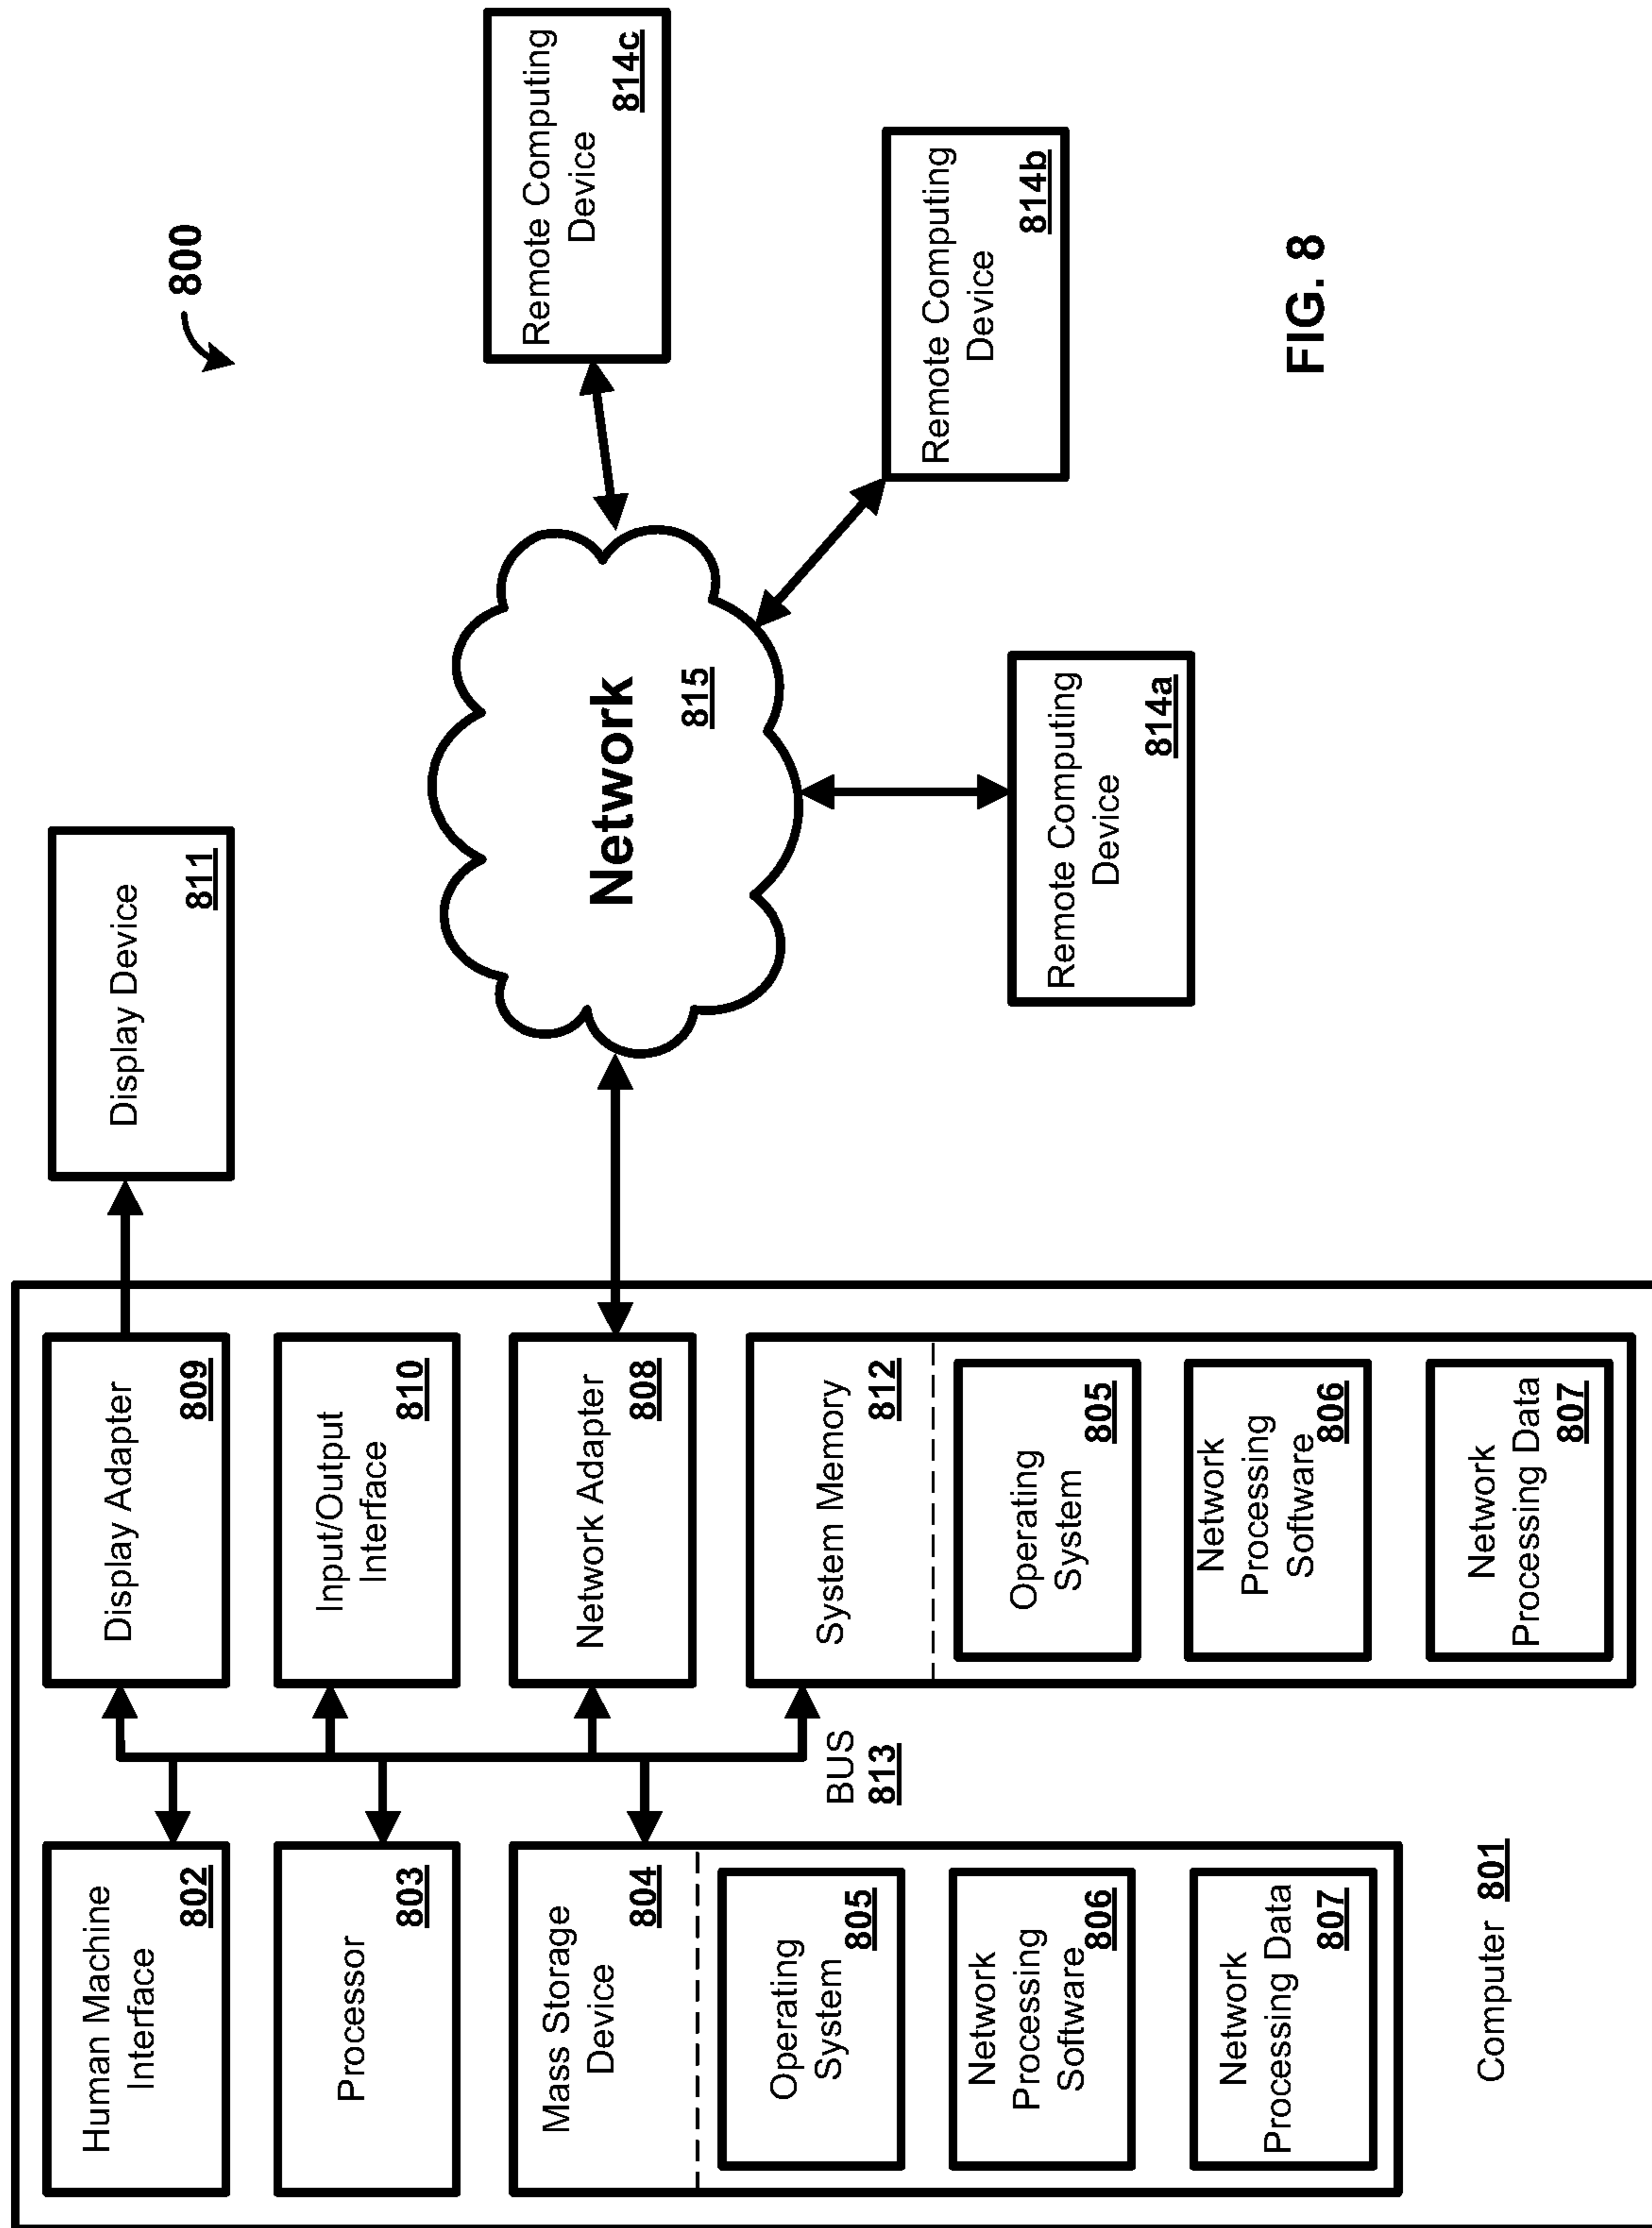 800
Human Machine
Interface
802
Processor
803
Mass Storage
Device
804
Operating
System
805
Network
Processing
Software
806
Network
Processing Data
807
Computer 801
BUS
813
Display Adapter
809
Input/Output
Interface
810
Network Adapter
808
System Memory
812
Operating
System
805
Network
Processing
Software
806
Network
Processing Data
807
Display Device
811
Network
815
Remote Computing
Device
814a
Remote Computing
Device
814b
Remote Computing
Device
814c
FIG. 8